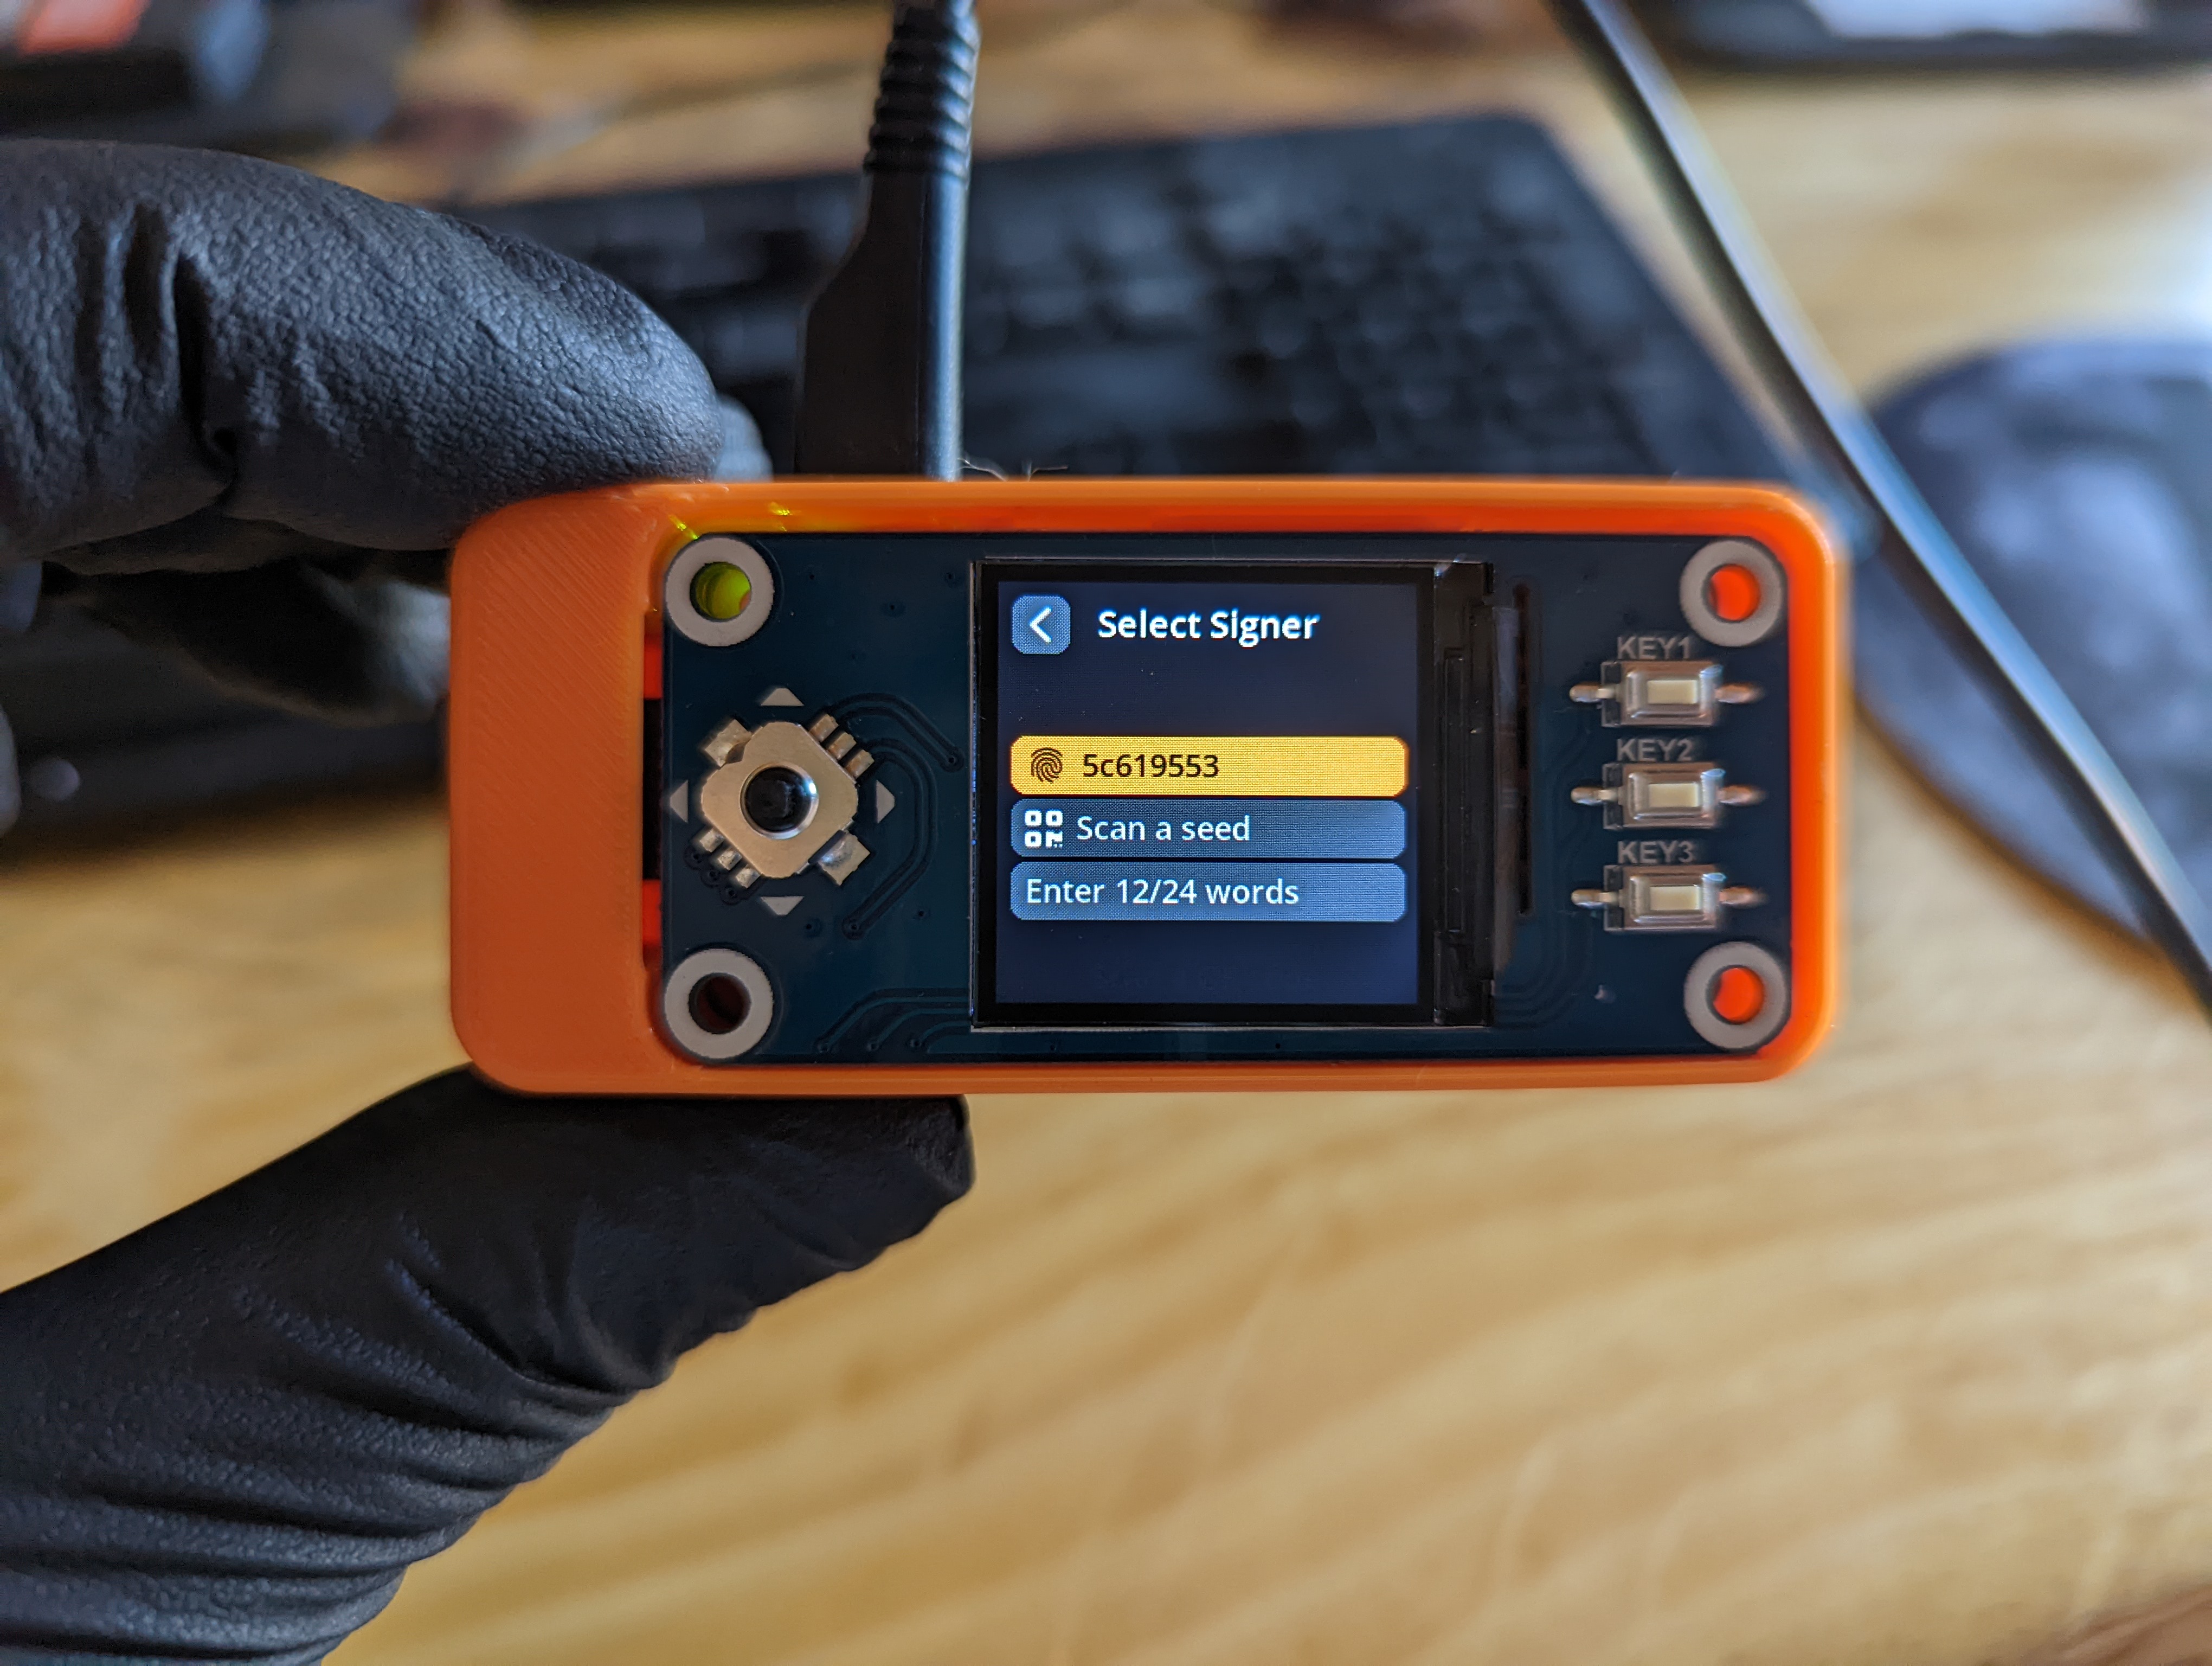 Select Signer
5c619553
Scan a seed
Enter 12/24 words
KEY1
KEY2
KEY3